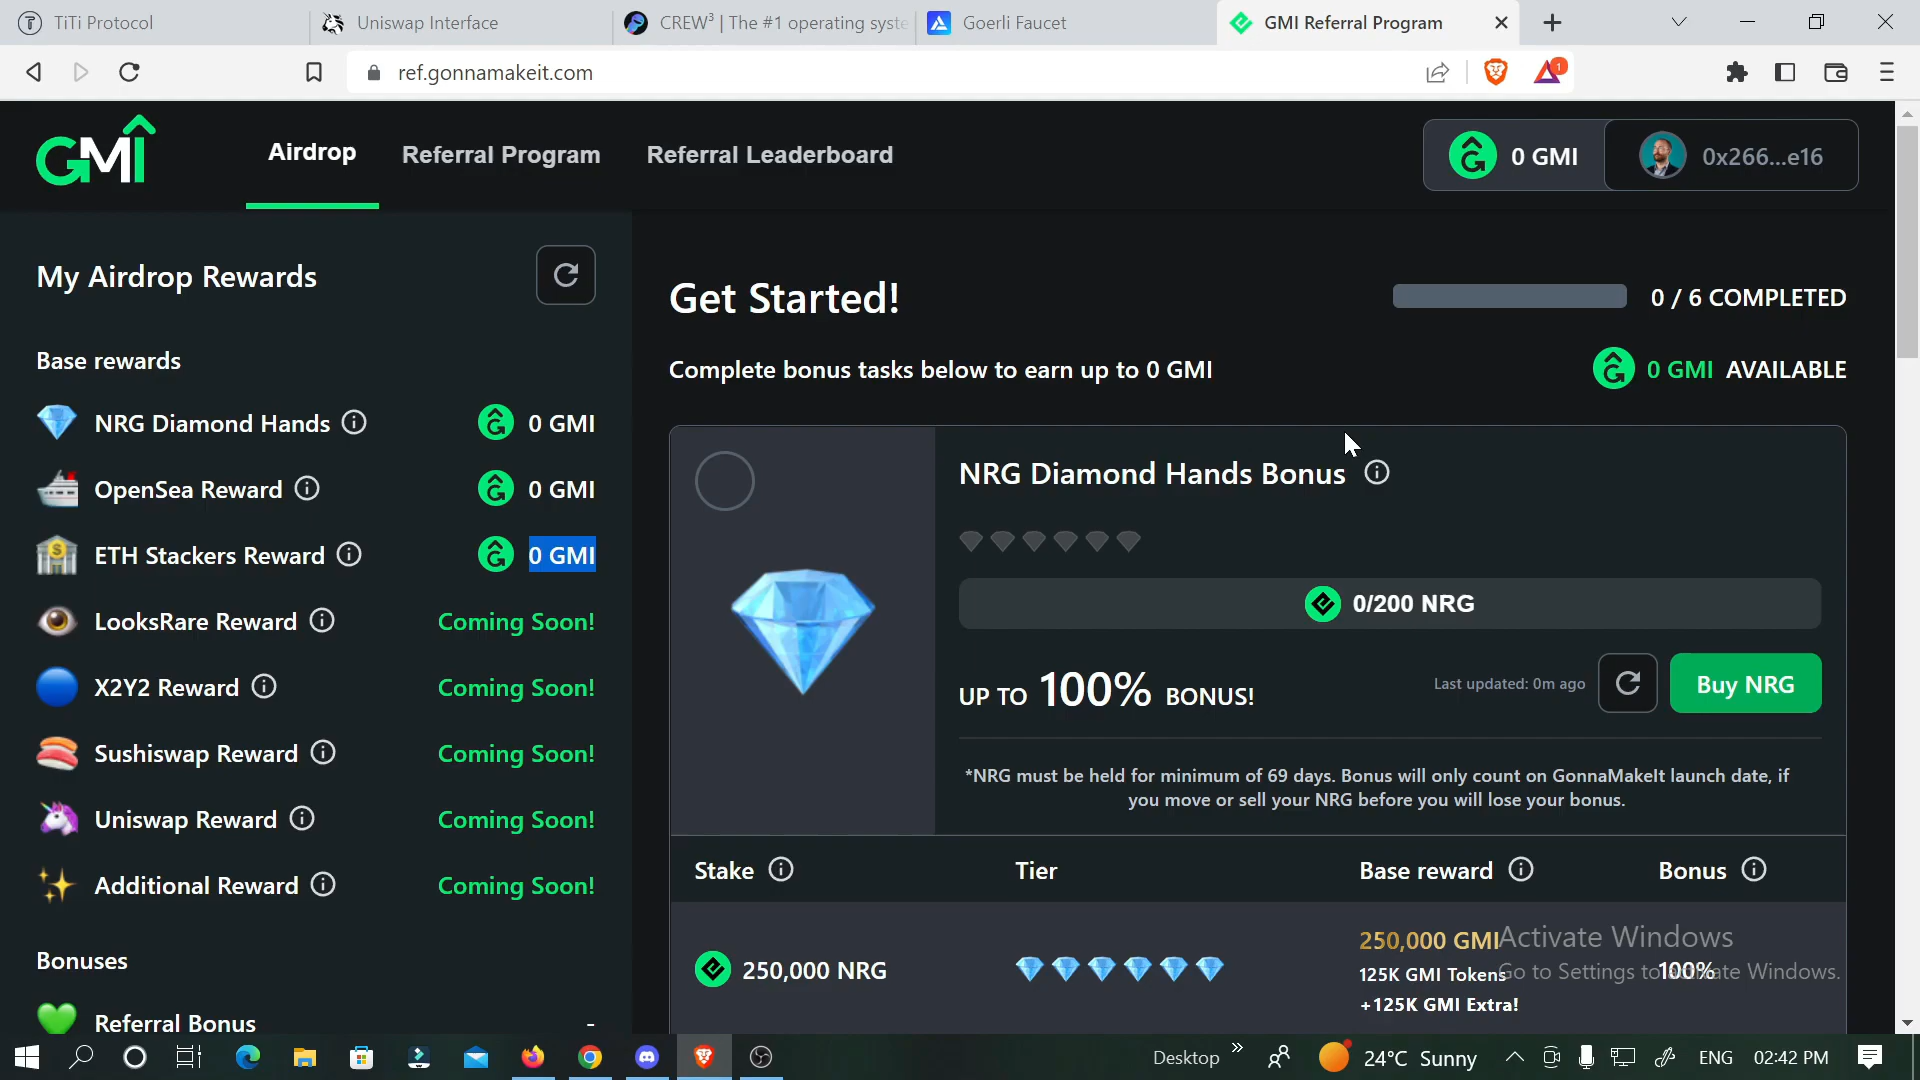 TiTi Protocol
Uniswap Interface
CREW³ | The #1 operating syste
Goerli Faucet
GMI Referral Program
ref.gonnamakeit.com
1
GMI
Airdrop
Referral Program
Referral Leaderboard
0 GMI
0x266...e16
My Airdrop Rewards
Base rewards
NRG Diamond Hands
0 GMI
OpenSea Reward
0 GMI
ETH Stackers Reward
0 GMI
LooksRare Reward
Coming Soon!
X2Y2 Reward
Coming Soon!
Sushiswap Reward
Coming Soon!
Uniswap Reward
Coming Soon!
Additional Reward
Coming Soon!
Bonuses
Referral Bonus
-
Get Started!
0 / 6 COMPLETED
Complete bonus tasks below to earn up to 0 GMI
0 GMI AVAILABLE
NRG Diamond Hands Bonus
0/200 NRG
UP TO 100% BONUS!
Last updated: 0m ago
Buy NRG
*NRG must be held for minimum of 69 days. Bonus will only count on GonnaMakeIt launch date, if
you move or sell your NRG before you will lose your bonus.
Stake
Tier
Base reward
Bonus
250,000 NRG
250,000 GMI
125K GMI Tokens
+125K GMI Extra!
100%
Activate Windows
Go to Settings to activate Windows.
Desktop
24°C Sunny
ENG
02:42 PM